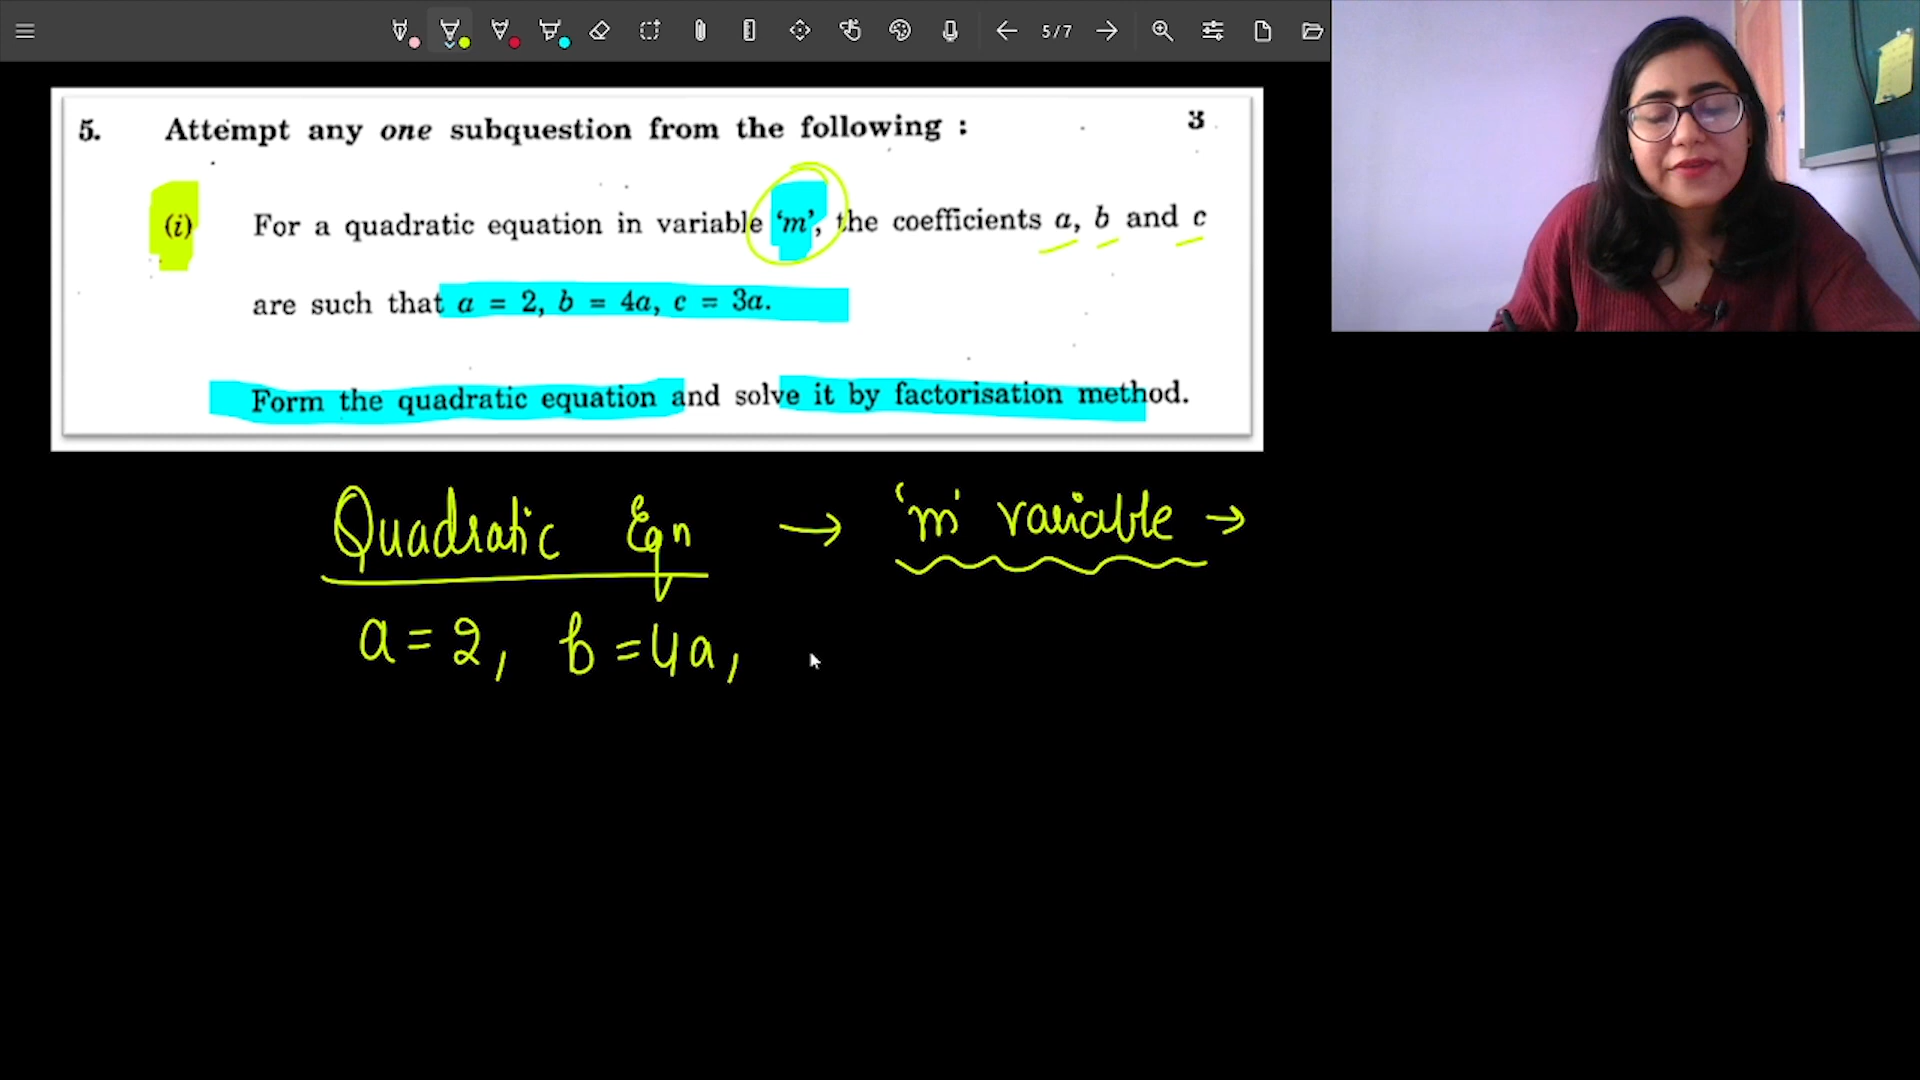 5/7
5. Attempt any one subquestion from the following : 3
(i) For a quadratic equation in variable ‘m’, the coefficients a, b and c
are such that a = 2, b = 4a, c = 3a.
Form the quadratic equation and solve it by factorisation method.
Quadratic Eqn → ‘m’ variable →
a = 2, b = 4a,